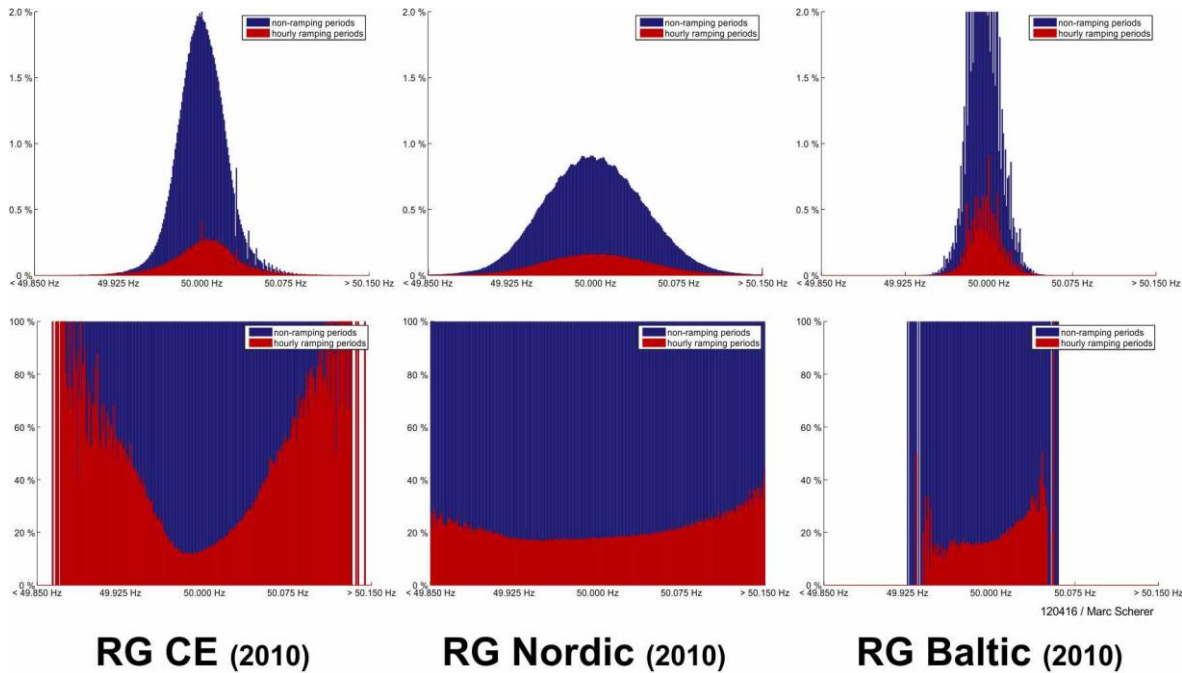 2.0 %
1.5 %
1.0 %
0.5 %
0 %
< 49.850 Hz 49.925 Hz 50.000 Hz 50.075 Hz > 50.150 Hz
non-ramping periods
hourly ramping periods
2.0 %
1.5 %
1.0 %
0.5 %
0 %
< 49.850 Hz 49.925 Hz 50.000 Hz 50.075 Hz > 50.150 Hz
non-ramping periods
hourly ramping periods
2.0 %
1.5 %
1.0 %
0.5 %
0 %
< 49.850 Hz 49.925 Hz 50.000 Hz 50.075 Hz > 50.150 Hz
non-ramping periods
hourly ramping periods
100 %
80 %
60 %
40 %
20 %
0 %
< 49.850 Hz 49.925 Hz 50.000 Hz 50.075 Hz > 50.150 Hz
non-ramping periods
hourly ramping periods
100 %
80 %
60 %
40 %
20 %
0 %
< 49.850 Hz 49.925 Hz 50.000 Hz 50.075 Hz > 50.150 Hz
non-ramping periods
hourly ramping periods
100 %
80 %
60 %
40 %
20 %
0 %
< 49.850 Hz 49.925 Hz 50.000 Hz 50.075 Hz > 50.150 Hz
non-ramping periods
hourly ramping periods
120416 / Marc Scherer
RG CE (2010)
RG Nordic (2010)
RG Baltic (2010)